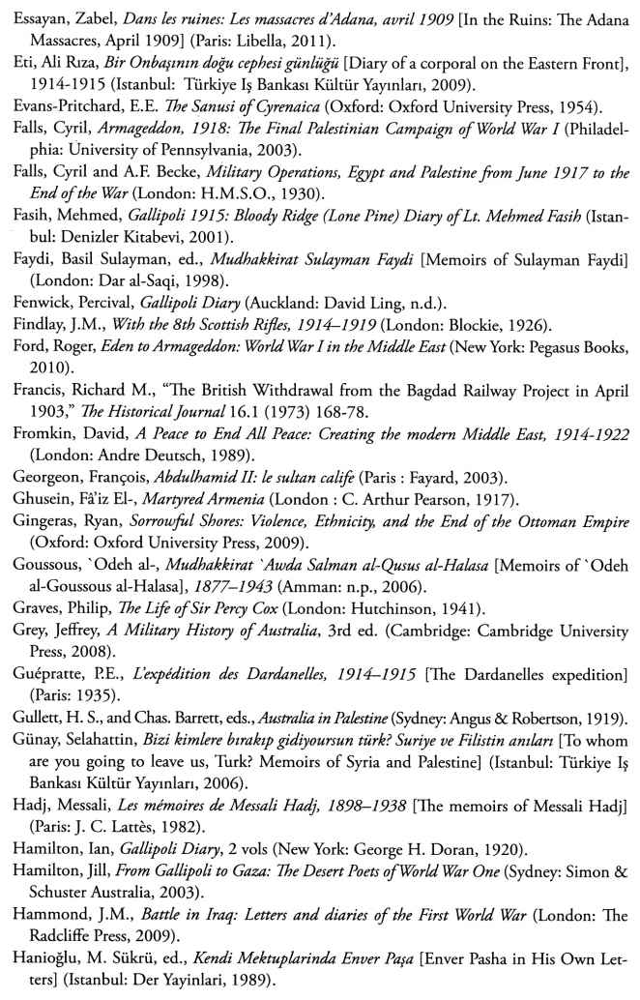 Essayan, Zabel, Dans les ruines: Les massacres d'Adana, avril 1909 [In the Ruins: The Adana
Massacres, April 1909] (Paris: Libella, 2011).
Eti, Ali Rıza, Bir Onbaşının doğu cephesi günlüğü [Diary of a corporal on the Eastern Front],
1914-1915 (Istanbul: Türkiye Iş Bankası Kültür Yayınları, 2009).
Evans-Pritchard, E.E. The Sanusi of Cyrenaica (Oxford: Oxford University Press, 1954).
Falls, Cyril, Armageddon, 1918: The Final Palestinian Campaign of World War I (Philadel-
phia: University of Pennsylvania, 2003).
Falls, Cyril and A.F. Becke, Military Operations, Egypt and Palestine from June 1917 to the
End of the War (London: H.M.S.O., 1930).
Fasih, Mehmed, Gallipoli 1915: Bloody Ridge (Lone Pine) Diary of Lt. Mehmed Fasih (Istan-
bul: Denizler Kitabevi, 2001).
Faydi, Basil Sulayman, ed., Mudhakkirat Sulayman Faydi [Memoirs of Sulayman Faydi]
(London: Dar al-Saqi, 1998).
Fenwick, Percival, Gallipoli Diary (Auckland: David Ling, n.d.).
Findlay, J.M., With the 8th Scottish Rifles, 1914–1919 (London: Blockie, 1926).
Ford, Roger, Eden to Armageddon: World War I in the Middle East (New York: Pegasus Books,
2010).
Francis, Richard M., “The British Withdrawal from the Bagdad Railway Project in April
1903,” The Historical Journal 16.1 (1973) 168-78.
Fromkin, David, A Peace to End All Peace: Creating the modern Middle East, 1914-1922
(London: Andre Deutsch, 1989).
Georgeon, François, Abdulhamid II: le sultan calife (Paris : Fayard, 2003).
Ghusein, Fâ'iz El-, Martyred Armenia (London : C. Arthur Pearson, 1917).
Gingeras, Ryan, Sorrowful Shores: Violence, Ethnicity, and the End of the Ottoman Empire
(Oxford: Oxford University Press, 2009).
Goussous, `Odeh al-, Mudhakkirat `Awda Salman al-Qusus al-Halasa [Memoirs of `Odeh
al-Goussous al-Halasa], 1877–1943 (Amman: n.p., 2006).
Graves, Philip, The Life of Sir Percy Cox (London: Hutchinson, 1941).
Grey, Jeffrey, A Military History of Australia, 3rd ed. (Cambridge: Cambridge University
Press, 2008).
Guépratte, P.E., L'expédition des Dardanelles, 1914–1915 [The Dardanelles expedition]
(Paris: 1935).
Gullett, H. S., and Chas. Barrett, eds., Australia in Palestine (Sydney: Angus & Robertson, 1919).
Günay, Selahattin, Bizi kimlere bırakıp gidiyoursun türk? Suriye ve Filistin anıları [To whom
are you going to leave us, Turk? Memoirs of Syria and Palestine] (Istanbul: Türkiye Iş
Bankası Kültür Yayınları, 2006).
Hadj, Messali, Les mémoires de Messali Hadj, 1898–1938 [The memoirs of Messali Hadj]
(Paris: J. C. Lattès, 1982).
Hamilton, Ian, Gallipoli Diary, 2 vols (New York: George H. Doran, 1920).
Hamilton, Jill, From Gallipoli to Gaza: The Desert Poets of World War One (Sydney: Simon &
Schuster Australia, 2003).
Hammond, J.M., Battle in Iraq: Letters and diaries of the First World War (London: The
Radcliffe Press, 2009).
Hanioğlu, M. Sükrü, ed., Kendi Mektuplarinda Enver Paşa [Enver Pasha in His Own Let-
ters] (Istanbul: Der Yayinlari, 1989).